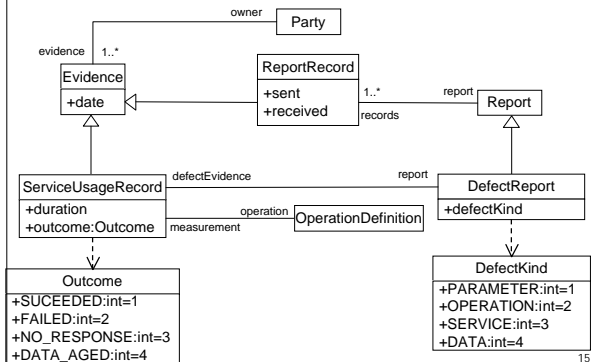 owner
Party
evidence
1..*
Evidence
+date
ReportRecord
+sent
+received
1..*
records
report
Report
ServiceUsageRecord
+duration
+outcome:Outcome
defectEvidence
report
DefectReport
+defectKind
measurement
operation
OperationDefinition
Outcome
+SUCEEDED:int=1
+FAILED:int=2
+NO_RESPONSE:int=3
+DATA_AGED:int=4
DefectKind
+PARAMETER:int=1
+OPERATION:int=2
+SERVICE:int=3
+DATA:int=4
15